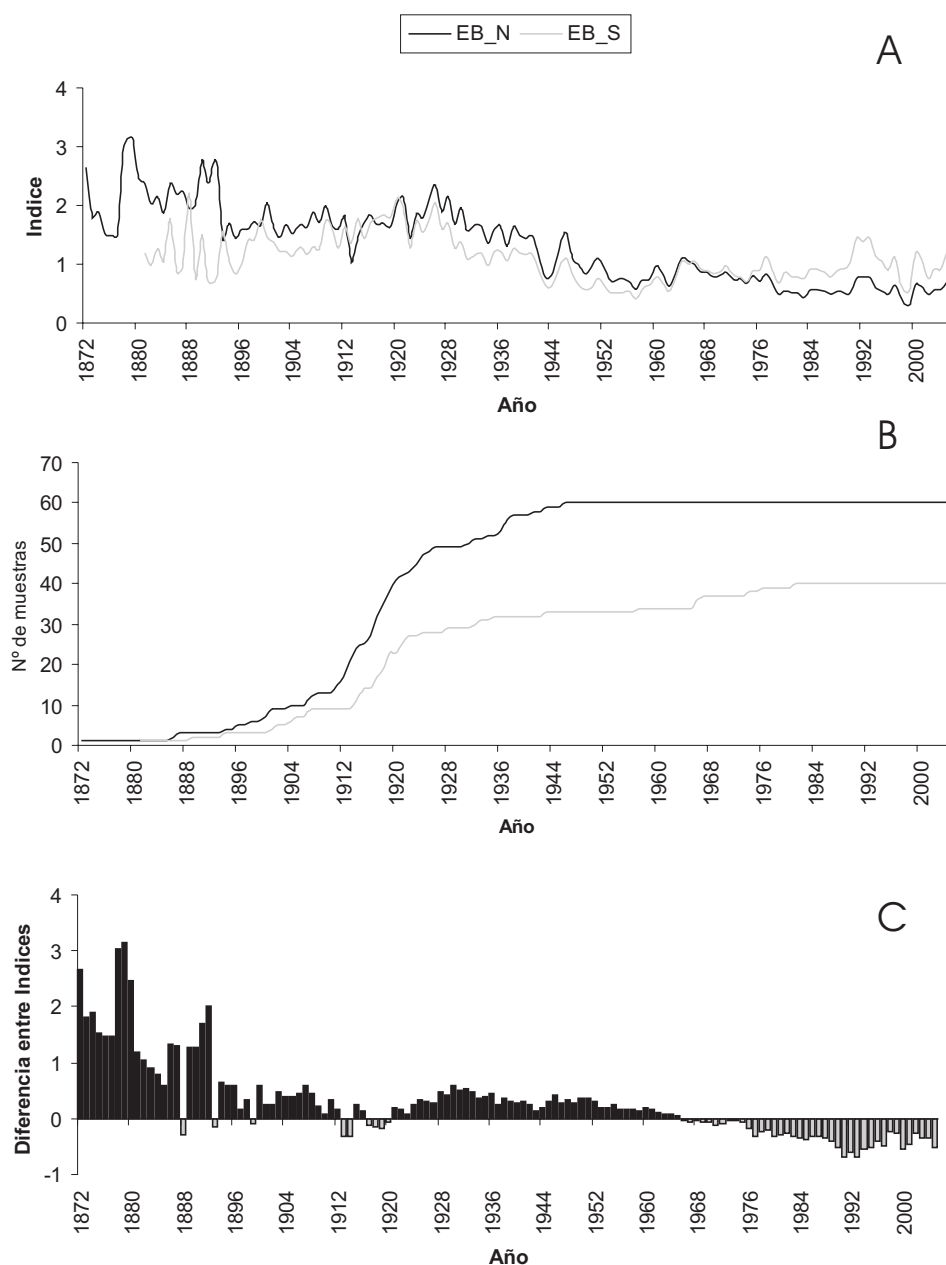 EB_N EB_S
A
4
3
2
1
0
Indice
1872 1880 1888 1896 1904 1912 1920 1928 1936 1944 1952 1960 1968 1976 1984 1992 2000
Año
B
70
60
50
40
30
20
10
0
Nº de muestras
1872 1880 1888 1896 1904 1912 1920 1928 1936 1944 1952 1960 1968 1976 1984 1992 2000
Año
C
4
3
2
1
0
-1
Diferencia entre Indices
1872 1880 1888 1896 1904 1912 1920 1928 1936 1944 1952 1960 1968 1976 1984 1992 2000
Año